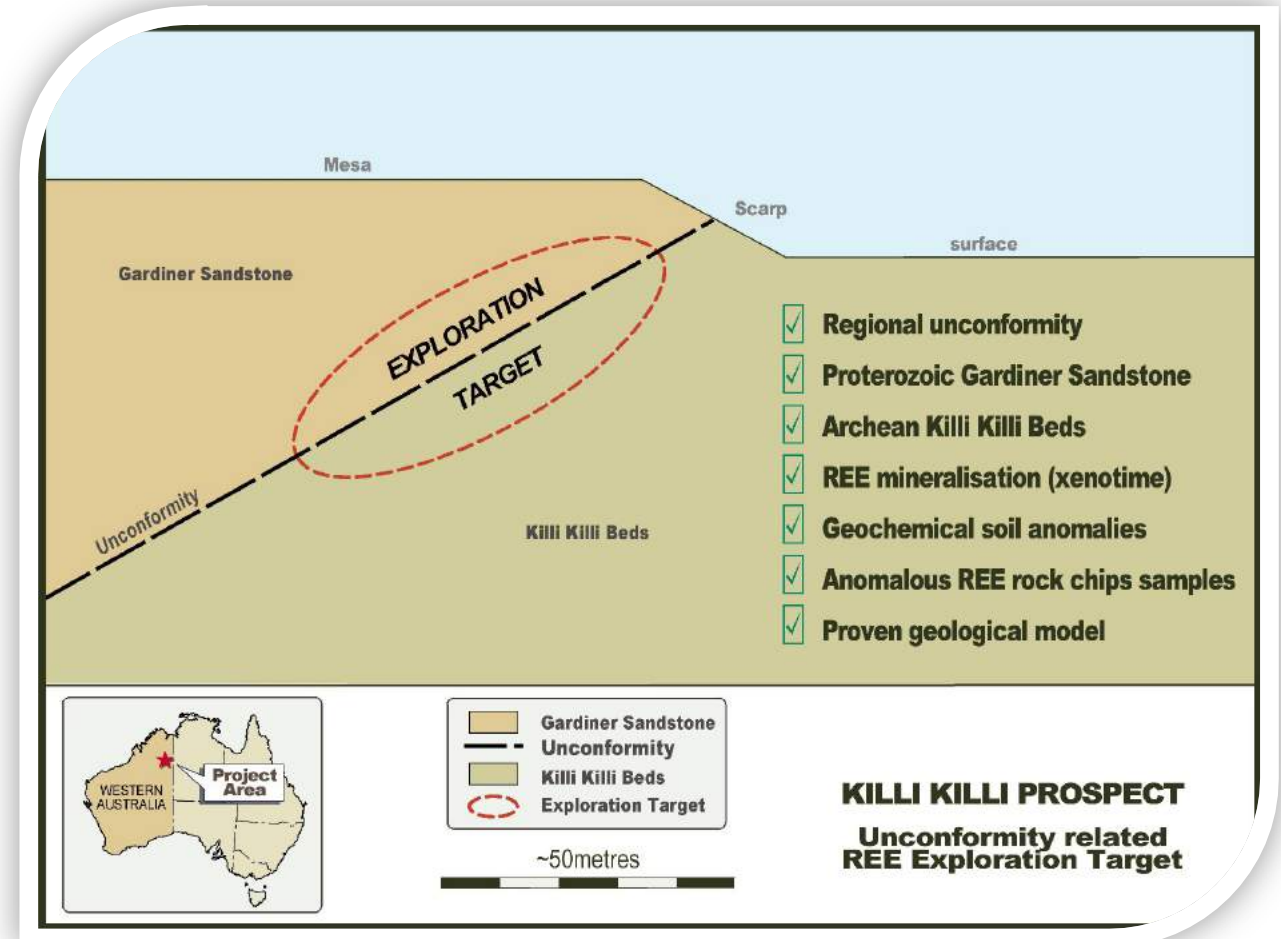 Mesa
Scarp
surface
Gardiner Sandstone
EXPLORATION
TARGET
Unconformity
Killi Killi Beds
Regional unconformity
Proterozoic Gardiner Sandstone
Archean Killi Killi Beds
REE mineralisation (xenotime)
Geochemical soil anomalies
Anomalous REE rock chips samples
Proven geological model
WESTERN
AUSTRALIA
Project
Area
Gardiner Sandstone
Unconformity
Killi Killi Beds
Exploration Target
~50metres
KILLI KILLI PROSPECT
Unconformity related
REE Exploration Target